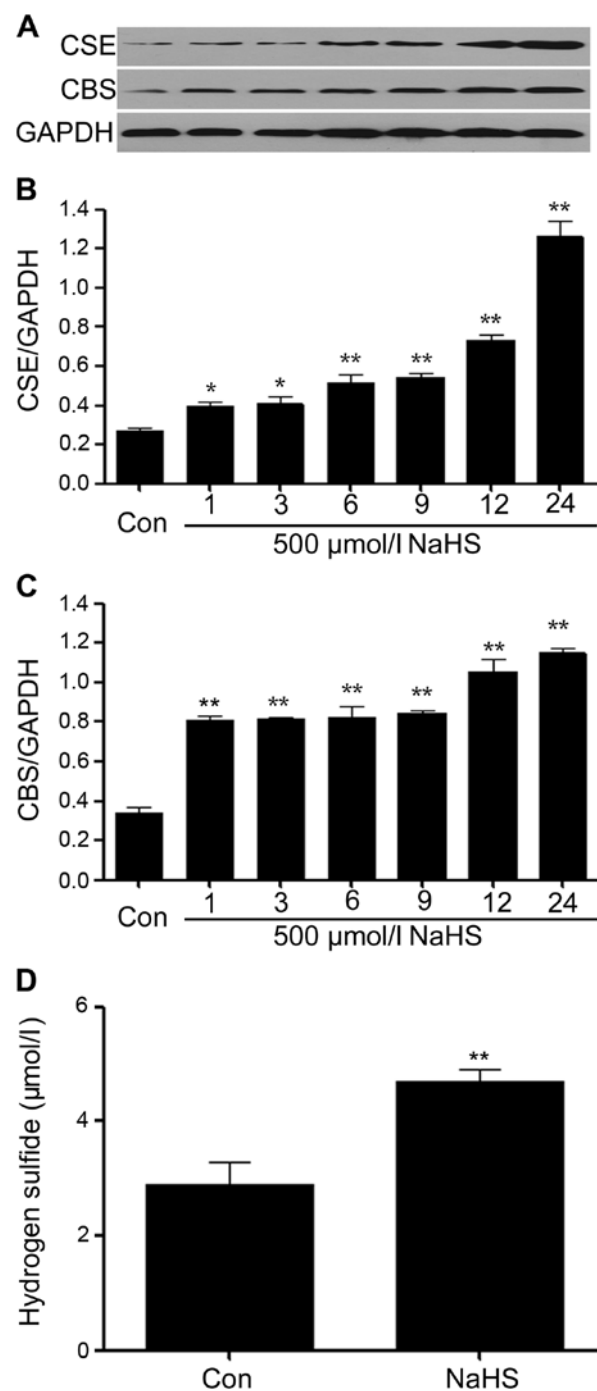 A
CSE
CBS
GAPDH
B
CSE/GAPDH
1.4
1.2
1.0
0.8
0.6
0.4
0.2
0.0
* * ** ** ** **
Con 1 3 6 9 12 24
500 µmol/l NaHS
C
CBS/GAPDH
1.4
1.2
1.0
0.8
0.6
0.4
0.2
0.0
** ** ** ** ** **
Con 1 3 6 9 12 24
500 µmol/l NaHS
D
Hydrogen sulfide (µmol/l)
6
4
2
0
**
Con NaHS